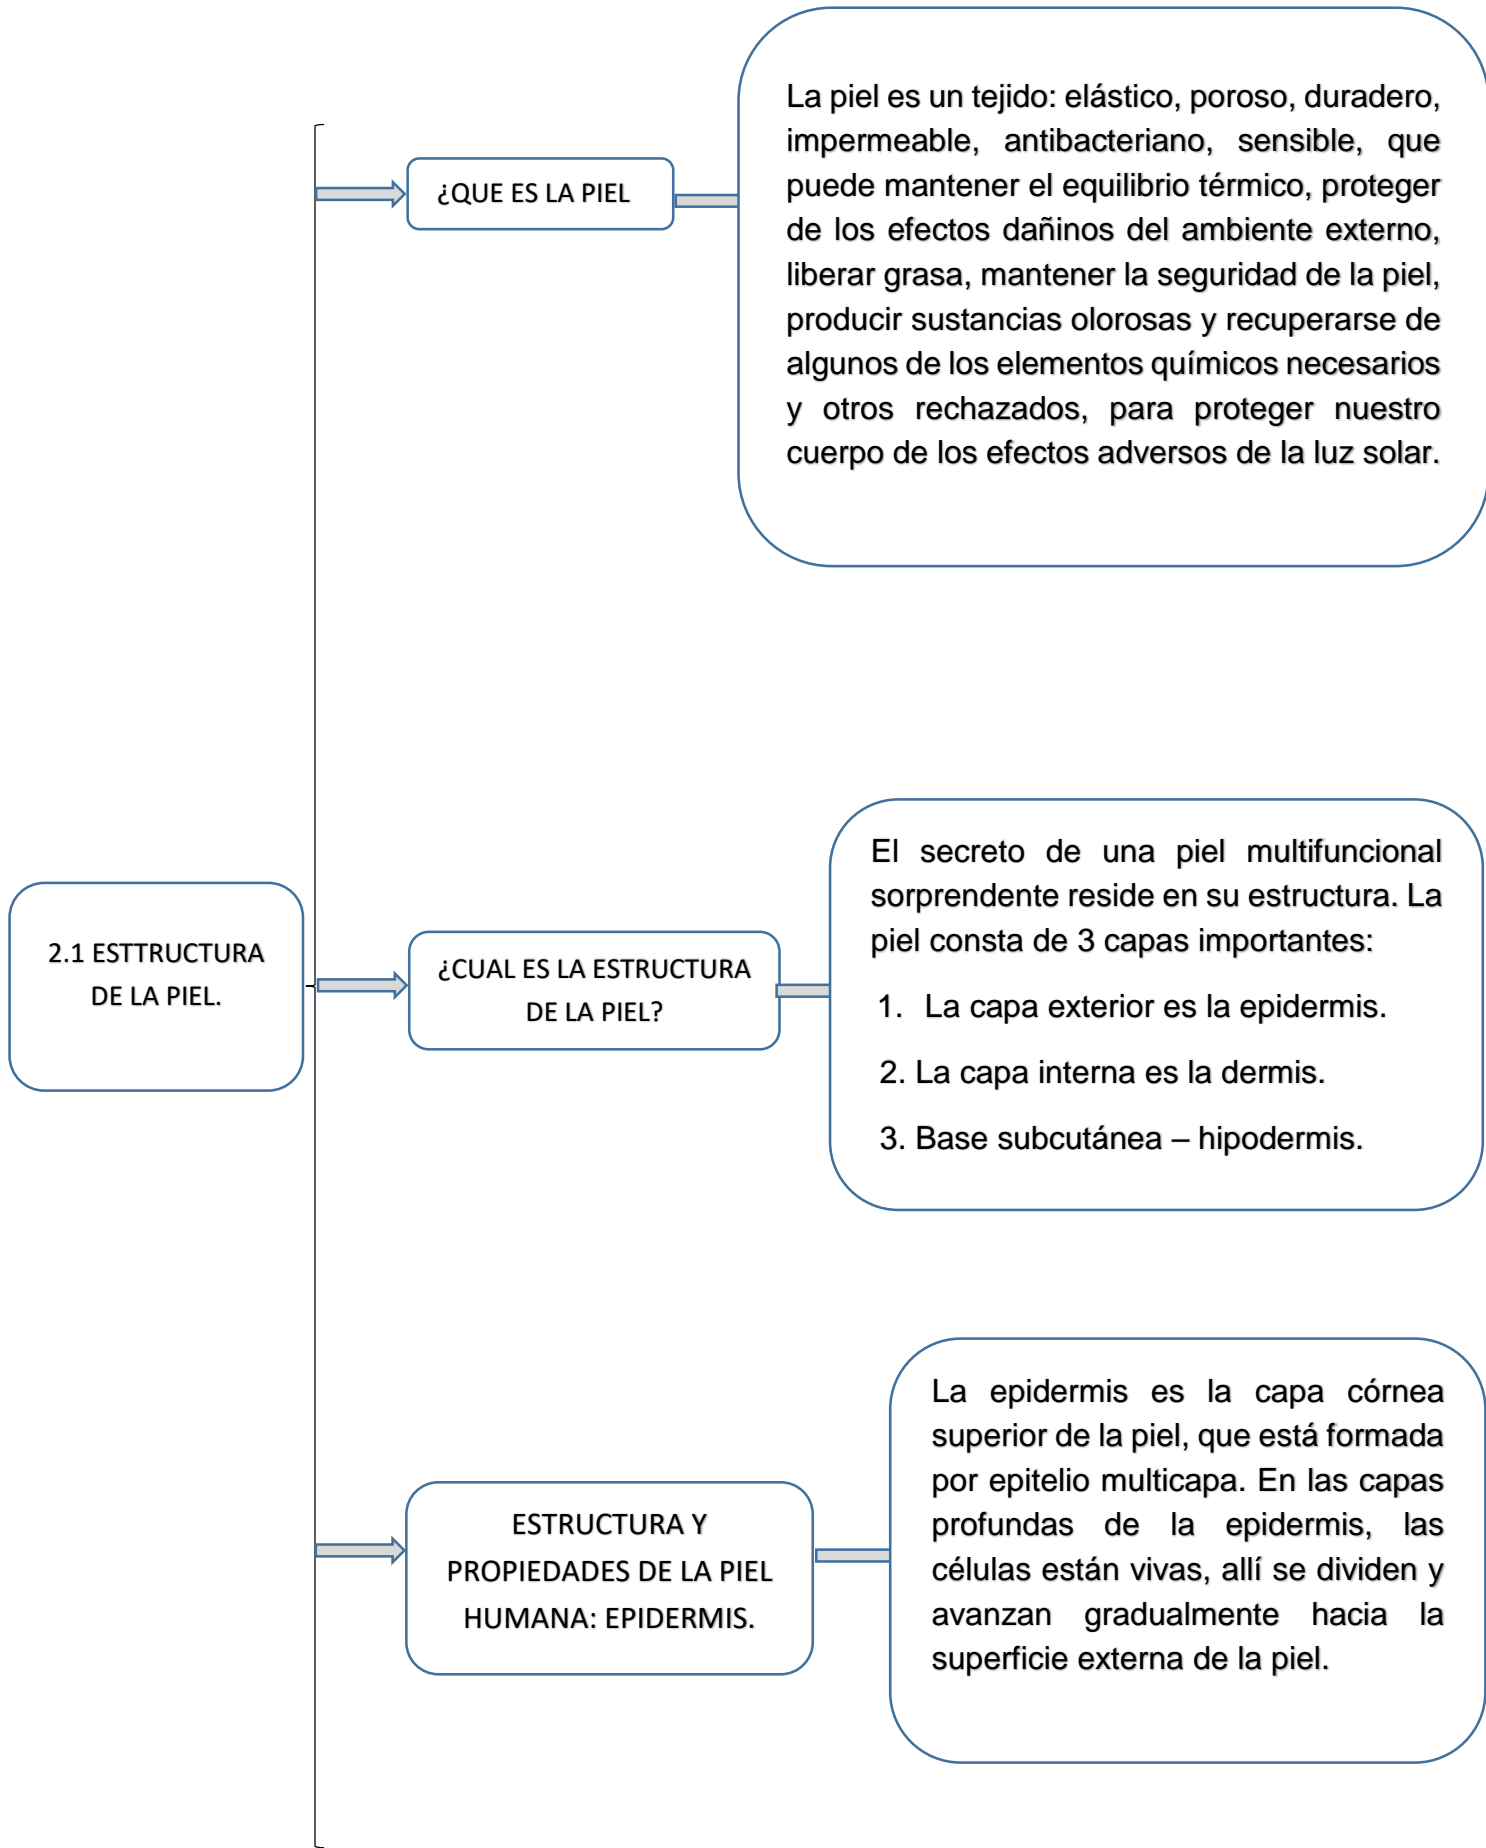 ¿QUE ES LA PIEL
La piel es un tejido: elástico, poroso, duradero,
impermeable, antibacteriano, sensible, que
puede mantener el equilibrio térmico, proteger
de los efectos dañinos del ambiente externo,
liberar grasa, mantener la seguridad de la piel,
producir sustancias olorosas y recuperarse de
algunos de los elementos químicos necesarios
y otros rechazados, para proteger nuestro
cuerpo de los efectos adversos de la luz solar.
2.1 ESTTRUCTURA
DE LA PIEL.
¿CUAL ES LA ESTRUCTURA
DE LA PIEL?
El secreto de una piel multifuncional
sorprendente reside en su estructura. La
piel consta de 3 capas importantes:
1. La capa exterior es la epidermis.
2. La capa interna es la dermis.
3. Base subcutánea – hipodermis.
ESTRUCTURA Y
PROPIEDADES DE LA PIEL
HUMANA: EPIDERMIS.
La epidermis es la capa córnea
superior de la piel, que está formada
por epitelio multicapa. En las capas
profundas de la epidermis, las
células están vivas, allí se dividen y
avanzan gradualmente hacia la
superficie externa de la piel.